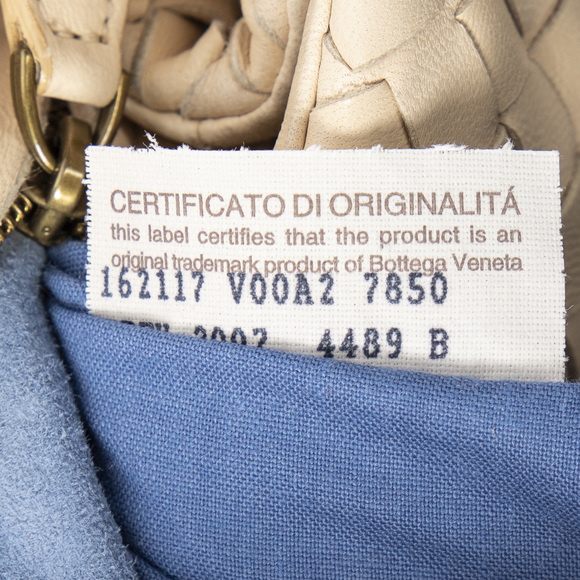 CERTIFICATO DI ORIGINALITÁ
this label certifies that the product is an
original trademark product of Bottega Veneta
162117 V00A2 7850
4489 B